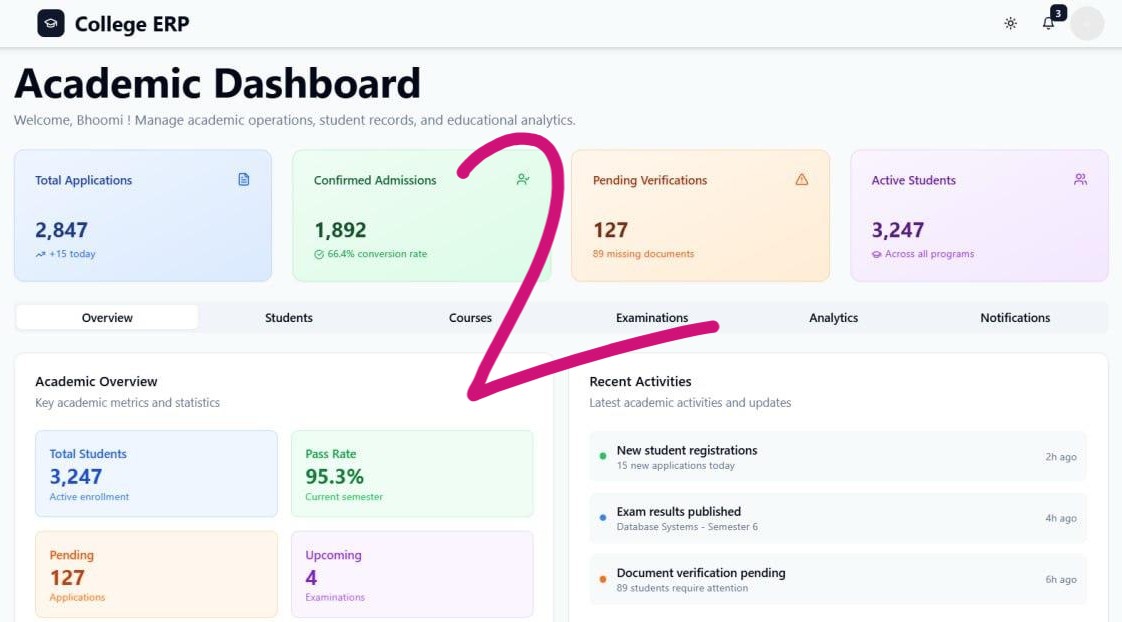 College ERP
3
Academic Dashboard
Welcome, Bhoomi ! Manage academic operations, student records, and educational analytics.
Total Applications
2,847
+15 today
Confirmed Admissions
1,892
66.4% conversion rate
Pending Verifications
127
89 missing documents
Active Students
3,247
Across all programs
2
Overview Students Courses Examinations Analytics Notifications
Academic Overview
Key academic metrics and statistics
Total Students
3,247
Active enrollment
Pass Rate
95.3%
Current semester
Pending
127
Applications
Upcoming
4
Examinations
Recent Activities
Latest academic activities and updates
New student registrations
15 new applications today
2h ago
Exam results published
Database Systems - Semester 6
4h ago
Document verification pending
89 students require attention
6h ago